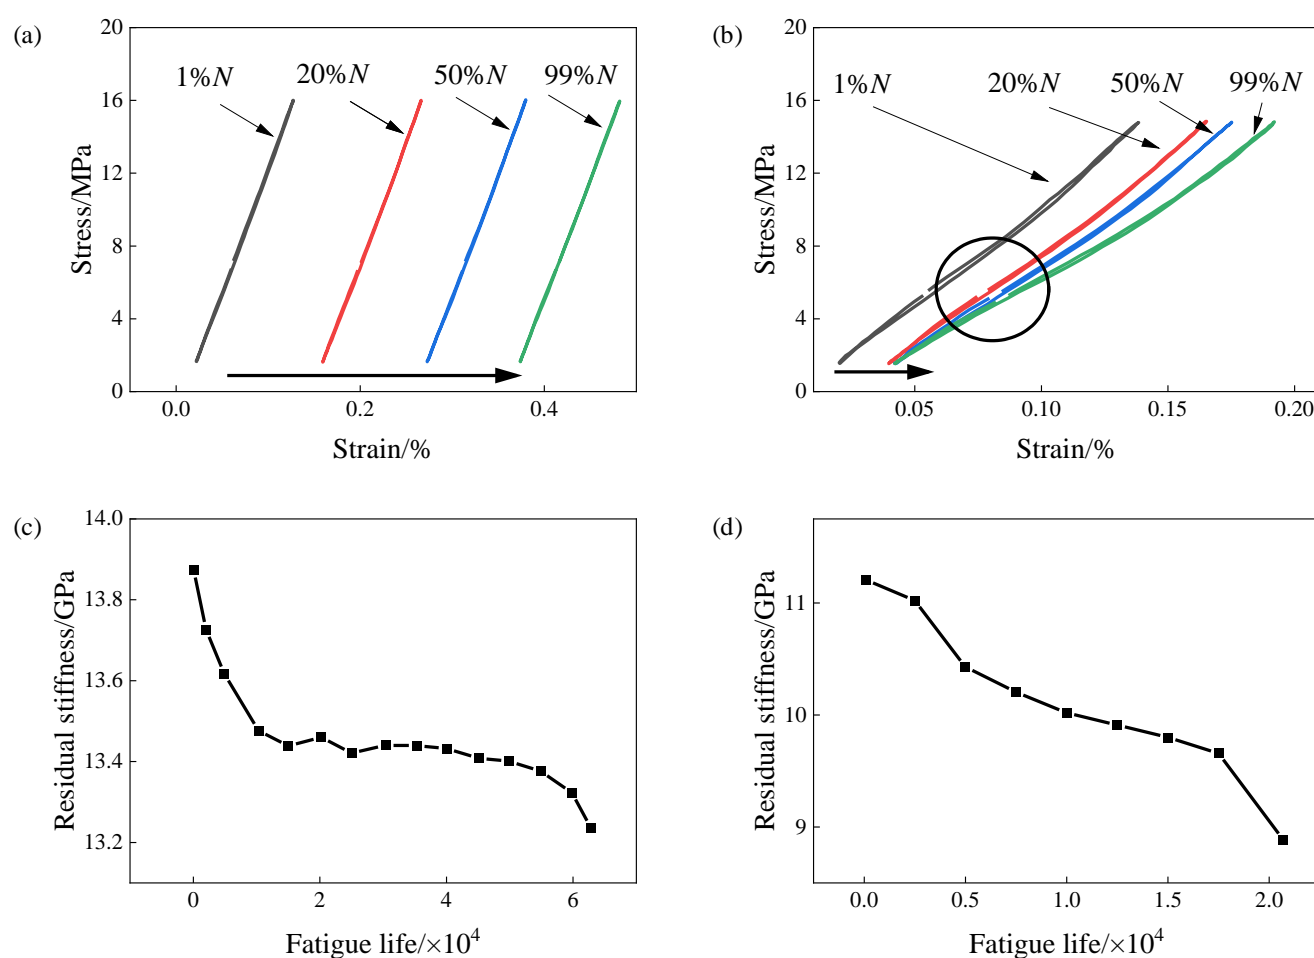 (a)
20
16
12
8
4
0
Stress/MPa
1%N
20%N
50%N
99%N
0.0
0.2
0.4
Strain/%
(b)
20
16
12
8
4
0
Stress/MPa
1%N
20%N
50%N
99%N
0.05
0.10
0.15
0.20
Strain/%
(c)
14.0
13.8
13.6
13.4
13.2
Residual stiffness/GPa
0
2
4
6
Fatigue life/×10⁴
(d)
11
10
9
Residual stiffness/GPa
0.0
0.5
1.0
1.5
2.0
Fatigue life/×10⁴